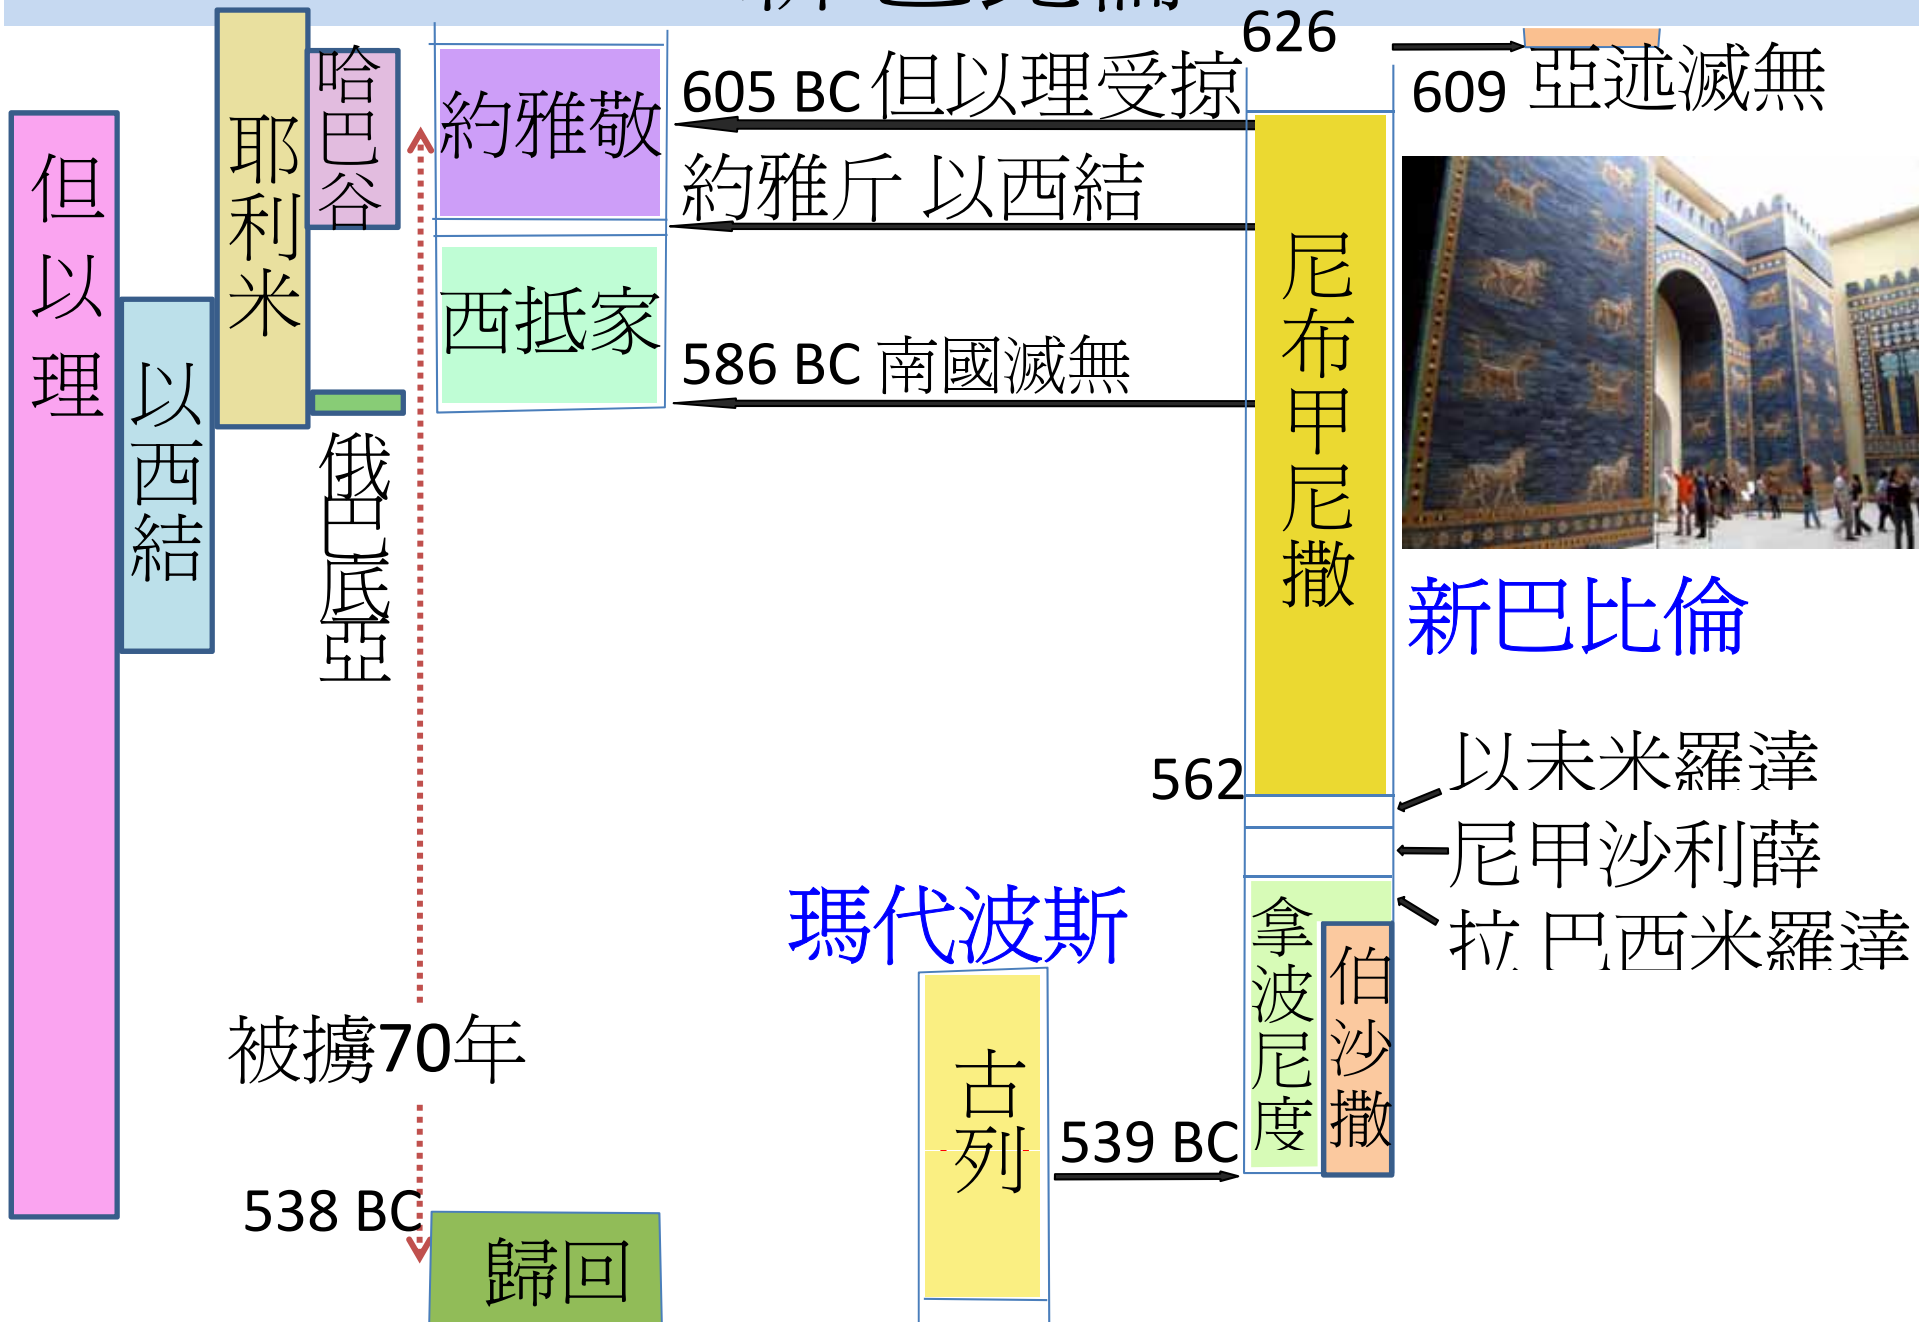 新巴比倫
626
609 亞述滅無
605 BC 但以理受掠
約雅斤 以西結
586 BC 南國滅無
但以理
以西結
耶利米
哈巴谷
俄巴底亞
約雅敬
西抵家
尼布甲尼撒
新巴比倫
562
以未米羅達
尼甲沙利薛
拉 巴西米羅達
瑪代波斯
拿波尼度
伯沙撒
古列
539 BC
被擄70年
538 BC
歸回